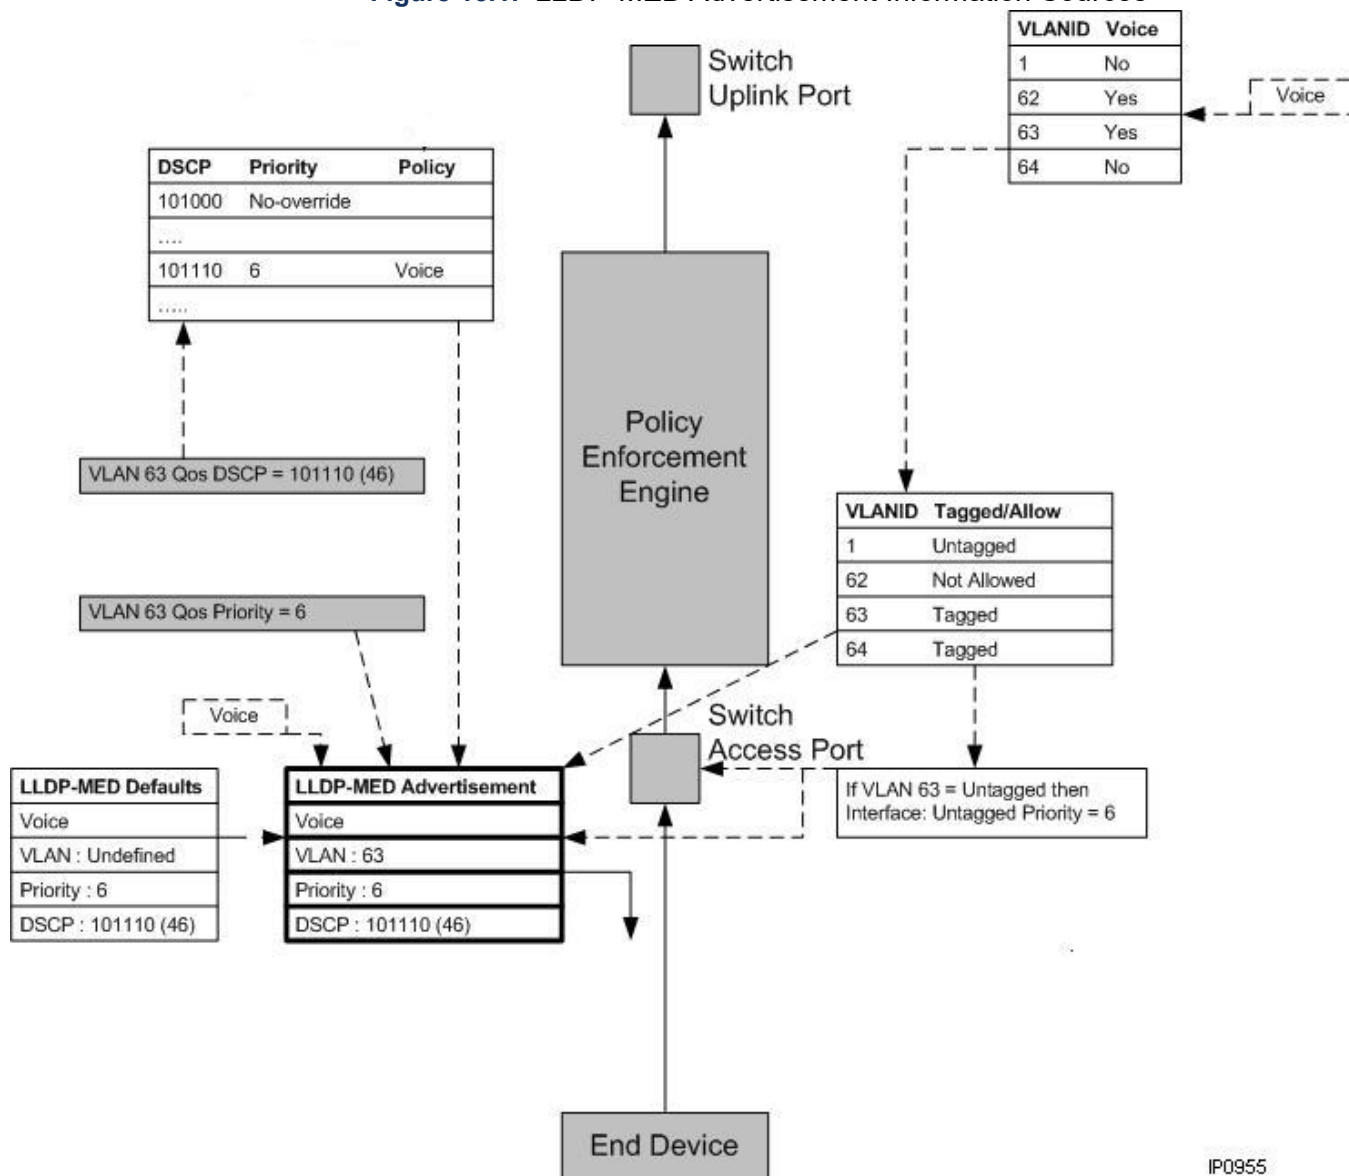 VLANID Voice
1 No
62 Yes
63 Yes
64 No
Voice
Switch
Uplink Port
DSCP Priority Policy
101000 No-override
....
101110 6 Voice
.....
Policy
Enforcement
Engine
VLAN 63 Qos DSCP = 101110 (46)
VLAN 63 Qos Priority = 6
VLANID Tagged/Allow
1 Untagged
62 Not Allowed
63 Tagged
64 Tagged
Voice
Switch
Access Port
LLDP-MED Defaults
Voice
VLAN : Undefined
Priority : 6
DSCP : 101110 (46)
LLDP-MED Advertisement
Voice
VLAN : 63
Priority : 6
DSCP : 101110 (46)
If VLAN 63 = Untagged then
Interface: Untagged Priority = 6
End Device
IP0955